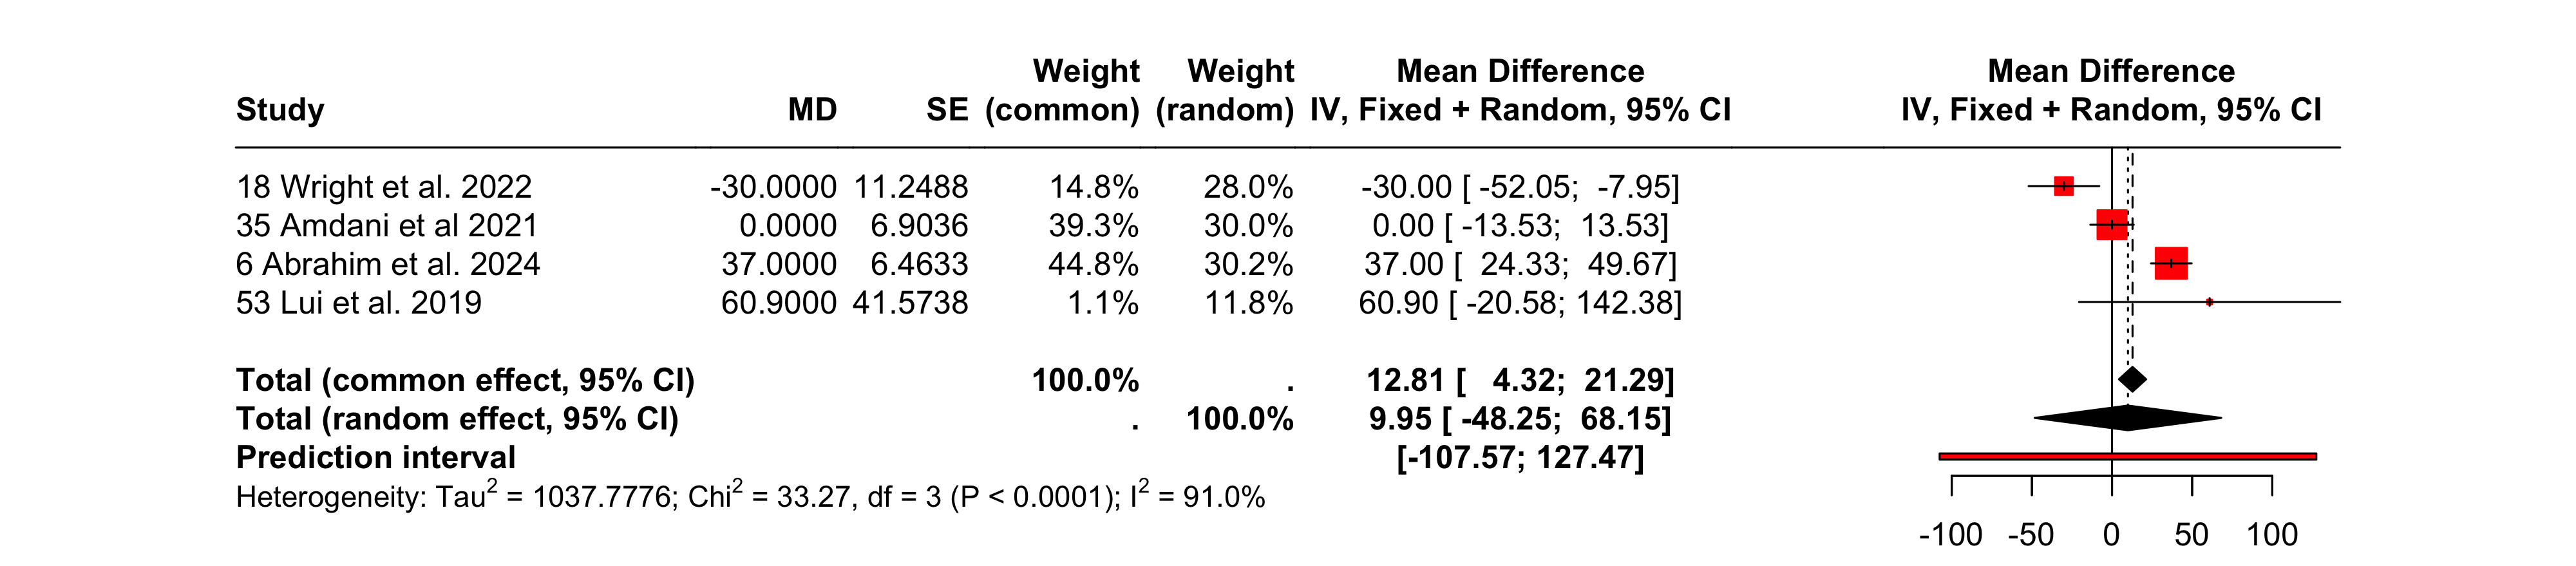 Weight Weight Mean Difference Mean Difference
Study MD SE (common) (random) IV, Fixed + Random, 95% CI IV, Fixed + Random, 95% CI
18 Wright et al. 2022 -30.0000 11.2488 14.8% 28.0% -30.00 [ -52.05; -7.95]
35 Amdani et al 2021 0.0000 6.9036 39.3% 30.0% 0.00 [ -13.53; 13.53]
6 Abrahim et al. 2024 37.0000 6.4633 44.8% 30.2% 37.00 [ 24.33; 49.67]
53 Lui et al. 2019 60.9000 41.5738 1.1% 11.8% 60.90 [ -20.58; 142.38]
Total (common effect, 95% CI) 100.0% . 12.81 [ 4.32; 21.29]
Total (random effect, 95% CI) . 100.0% 9.95 [ -48.25; 68.15]
Prediction interval [-107.57; 127.47]
Heterogeneity: Tau² = 1037.7776; Chi² = 33.27, df = 3 (P < 0.0001); I² = 91.0%
-100 -50 0 50 100